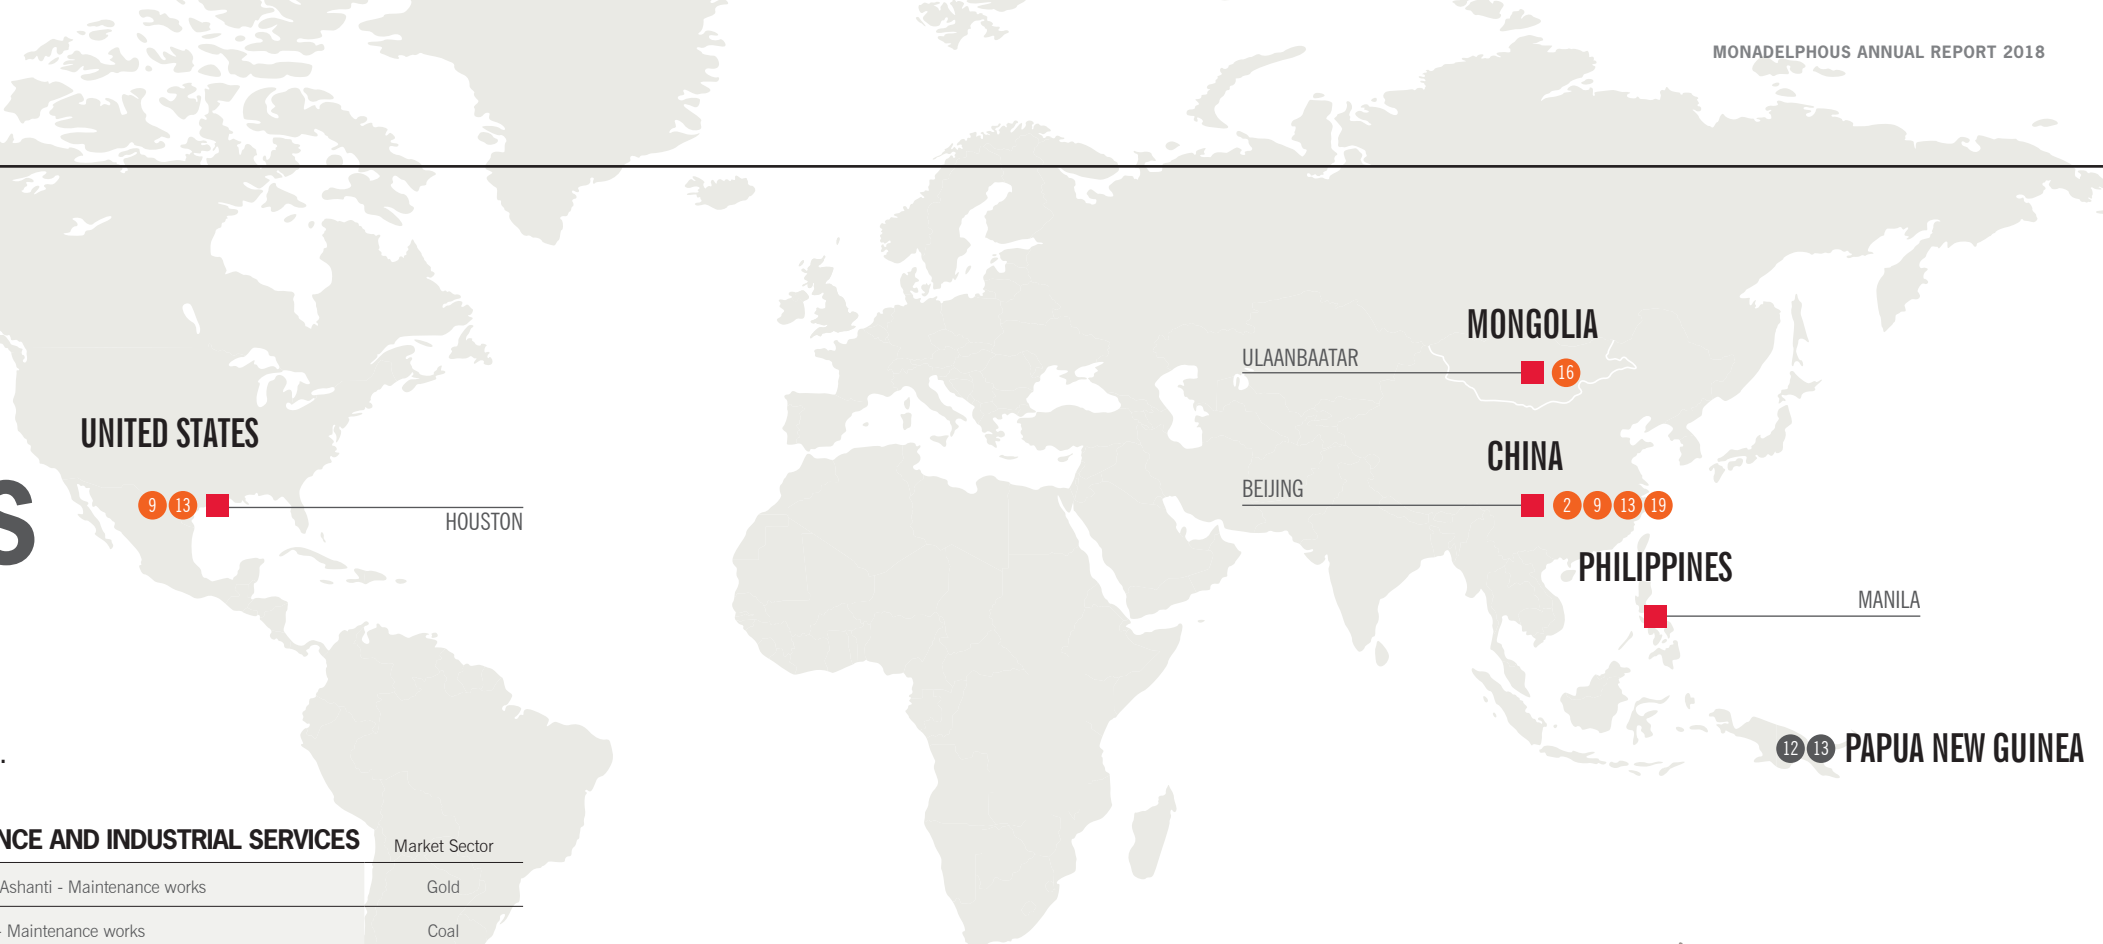 MONADELPHOUS ANNUAL REPORT 2018
MONGOLIA
ULAANBAATAR
16
UNITED STATES
9 13
HOUSTON
CHINA
BEIJING
2 9 13 19
S
PHILIPPINES
MANILA
12 13 PAPUA NEW GUINEA
.
NCE AND INDUSTRIAL SERVICES Market Sector
Ashanti - Maintenance works Gold
- Maintenance works Coal